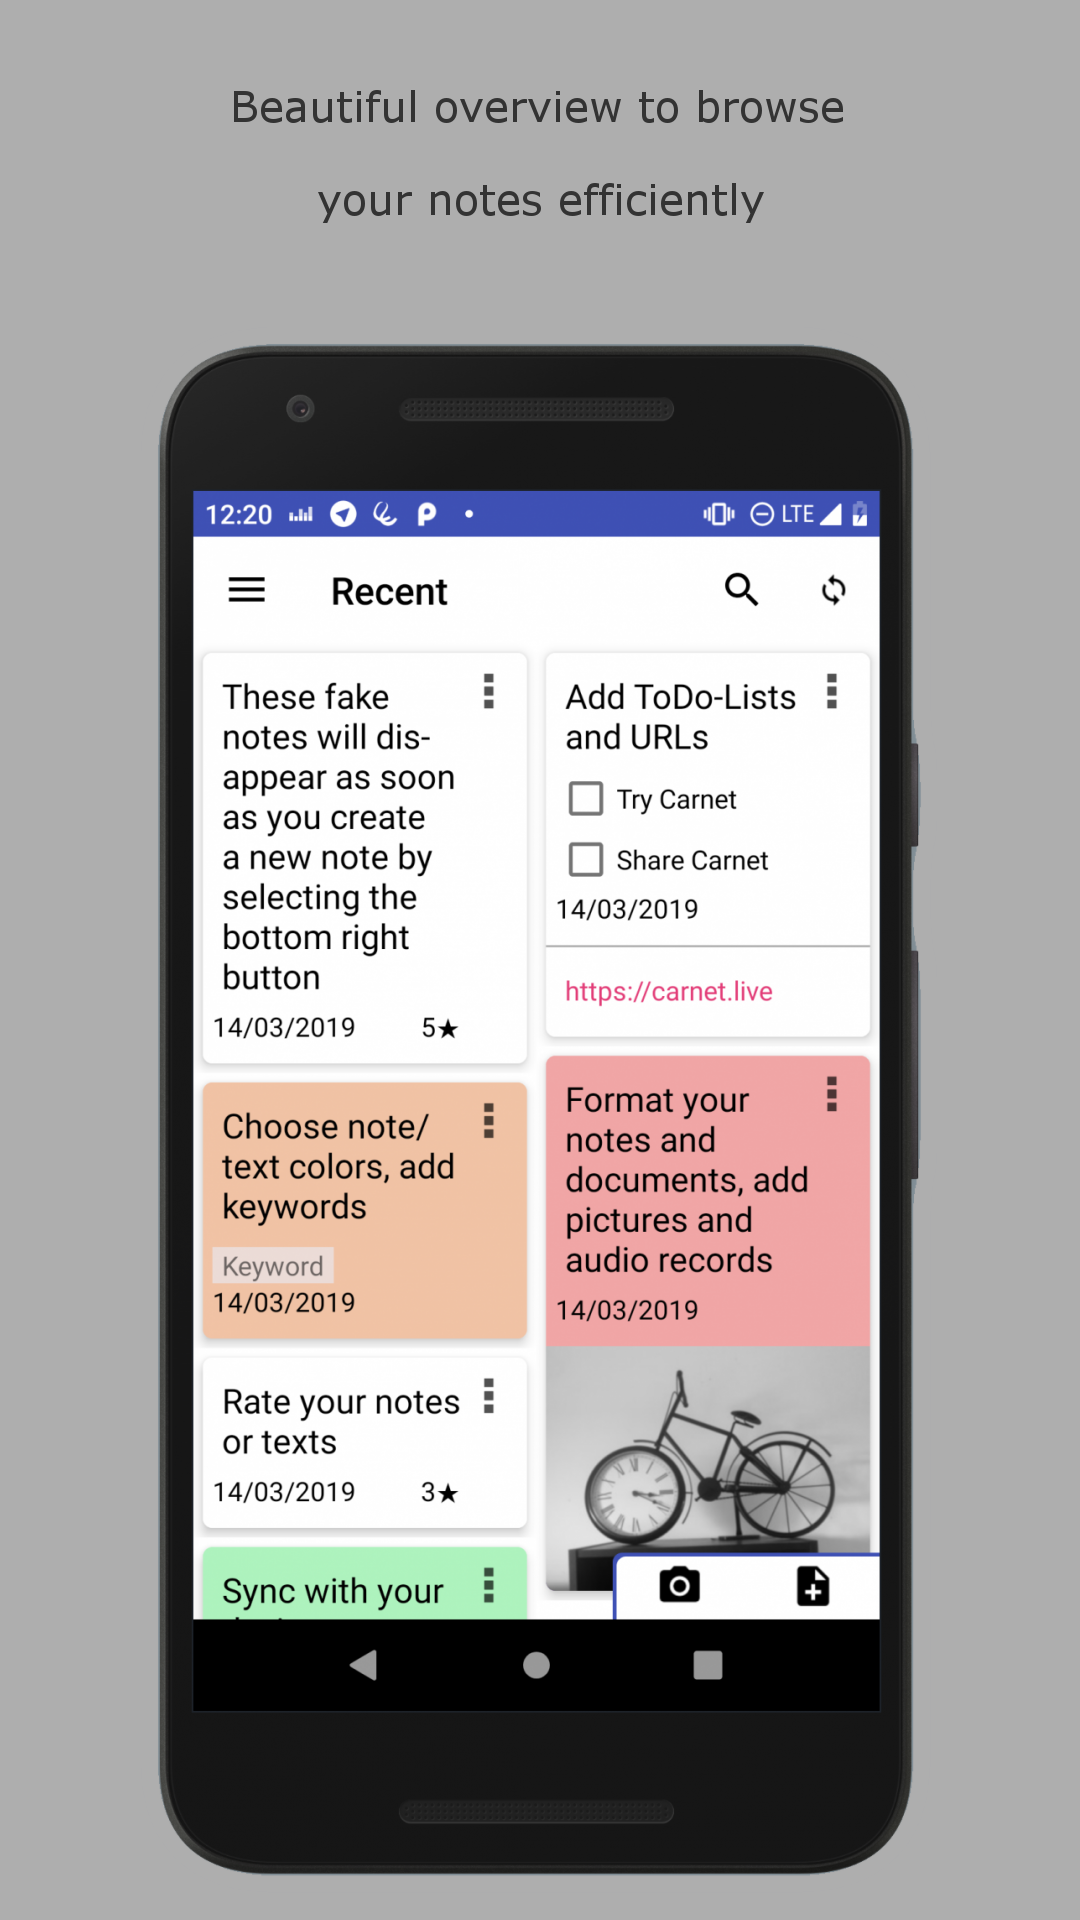 Beautiful overview to browse
your notes efficiently
12:20
LTE
Recent
These fake
notes will dis-
appear as soon
as you create
a new note by
selecting the
bottom right
button
14/03/2019 5★
Add ToDo-Lists
and URLs
Try Carnet
Share Carnet
14/03/2019
https://carnet.live
Choose note/
text colors, add
keywords
Keyword
14/03/2019
Format your
notes and
documents, add
pictures and
audio records
14/03/2019
Rate your notes
or texts
14/03/2019 3★
Sync with your